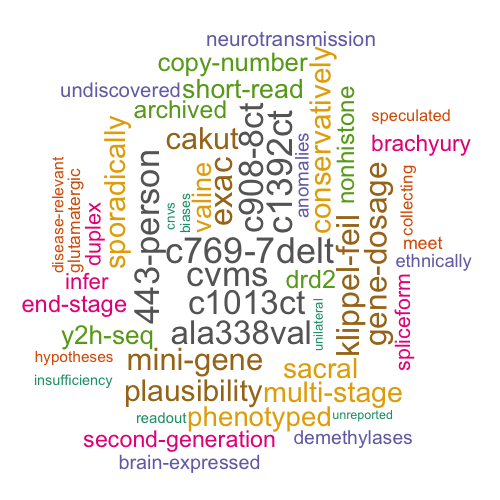 neurotransmission
copy-number
undiscovered
short-read
archived
speculated
cakut
brachyury
sporadically
443-person
valine
exac
c908-8ct
c1392ct
anomalies
conservatively
nonhistone
cnvs
biases
disease-relevant
glutamatergic
duplex
collecting
meet
ethnically
c769-7delt
infer
cvms
drd2
klippel-feil
gene-dosage
spliceform
end-stage
c1013ct
unilateral
y2h-seq
ala338val
hypotheses
mini-gene
sacral
insufficiency
plausibility
multi-stage
readout
phenotyped
unreported
second-generation
demethylases
brain-expressed